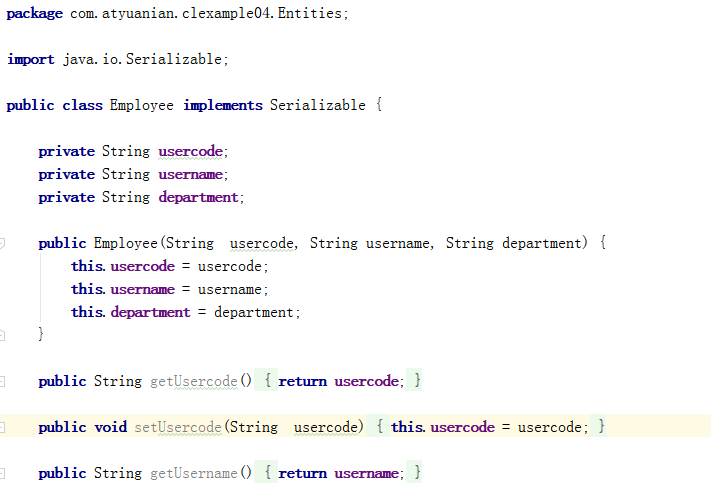 package com.atyuanian.clexample04.Entities;
import java.io.Serializable;
public class Employee implements Serializable {
private String usercode;
private String username;
private String department;
public Employee(String  usercode, String username, String department) {
this.usercode = usercode;
this.username = username;
this.department = department;
}
public String getUsercode() { return usercode; }
public void setUsercode(String  usercode) { this.usercode = usercode; }
public String getUsername() { return username; }